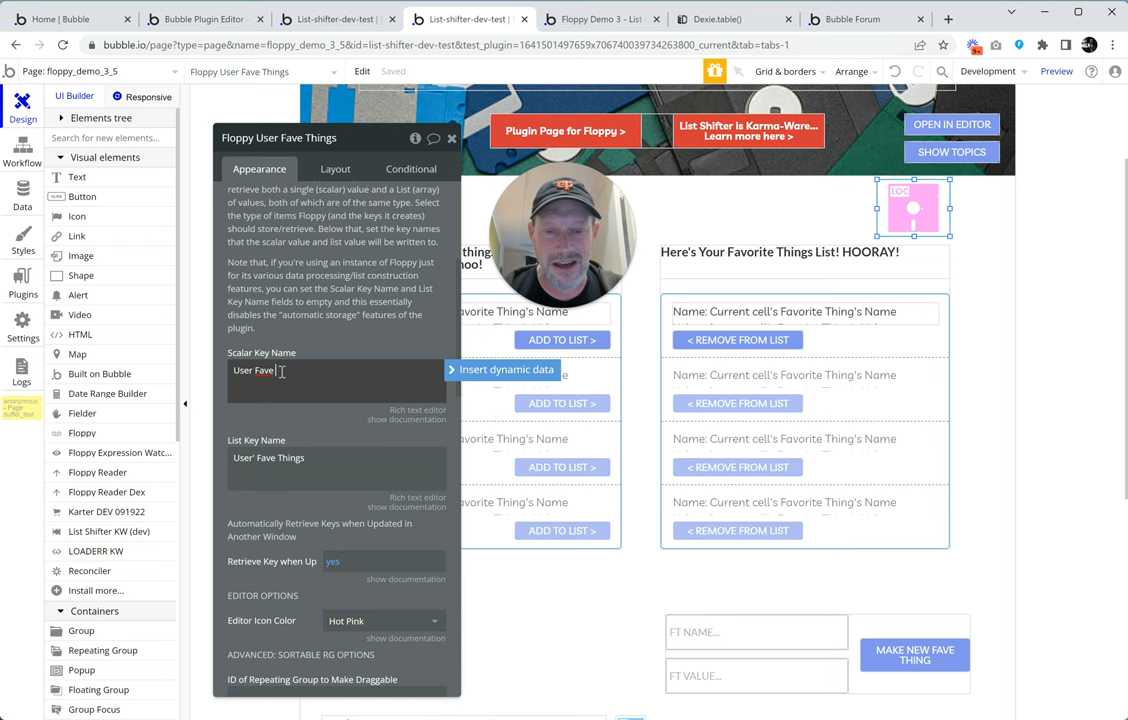 Home | Bubble
Bubble Plugin Editor -
List-shifter-dev-test |
List-shifter-dev-test |
Floppy Demo 3 - List
Dexie.table()
Bubble Forum
bubble.io/page?type=page&name=floppy_demo_3_5&id=list-shifter-dev-test&test_plugin=1641501497659x706740039734263800_current&tab=tabs-1
9+
Page: floppy_demo_3_5
Floppy User Fave Things
Edit
Saved
Grid & borders
Arrange
Development
Preview
Design
Workflow
Data
Styles
Plugins
Settings
Logs
anonymous
- Page
duffel_test
UI Builder
Responsive
Elements tree
Search for new elements...
Visual elements
Text
Button
Icon
Link
Image
Shape
Alert
Video
HTML
Map
Built on Bubble
Date Range Builder
Fielder
Floppy
Floppy Expression Watc...
Floppy Reader
Floppy Reader Dex
Karter DEV 091922
List Shifter KW (dev)
LOADERR KW
Reconciler
Install more...
Containers
Group
Repeating Group
Popup
Floating Group
Group Focus
Floppy User Fave Things
Appearance
Layout
Conditional
retrieve both a single (scalar) value and a List (array)
of values, both of which are of the same type. Select
the type of items Floppy (and the keys it creates)
should store/retrieve. Below that, set the key names
that the scalar value and list value will be written to.
Note that, if you're using an instance of Floppy just
for its various data processing/list construction
features, you can set the Scalar Key Name and List
Key Name fields to empty and this essentially
disables the "automatic storage" features of the
plugin.
Scalar Key Name
User Fave
Insert dynamic data
Rich text editor
show documentation
List Key Name
User' Fave Things
Rich text editor
show documentation
Automatically Retrieve Keys when Updated in
Another Window
Retrieve Key when Up
yes
show documentation
EDITOR OPTIONS
Editor Icon Color
Hot Pink
show documentation
ADVANCED: SORTABLE RG OPTIONS
ID of Repeating Group to Make Draggable
Plugin Page for Floppy >
List Shifter is Karma-Ware...
Learn more here >
OPEN IN EDITOR
SHOW TOPICS
LOC
Here's Your Favorite Things List! HOORAY!
Favorite Thing's Name
ADD TO LIST >
Favorite Thing's Name
ADD TO LIST >
Favorite Thing's Name
ADD TO LIST >
Favorite Thing's Name
ADD TO LIST >
Name: Current cell's Favorite Thing's Name
< REMOVE FROM LIST
Name: Current cell's Favorite Thing's Name
< REMOVE FROM LIST
Name: Current cell's Favorite Thing's Name
< REMOVE FROM LIST
Name: Current cell's Favorite Thing's Name
< REMOVE FROM LIST
FT NAME...
FT VALUE...
MAKE NEW FAVE
THING